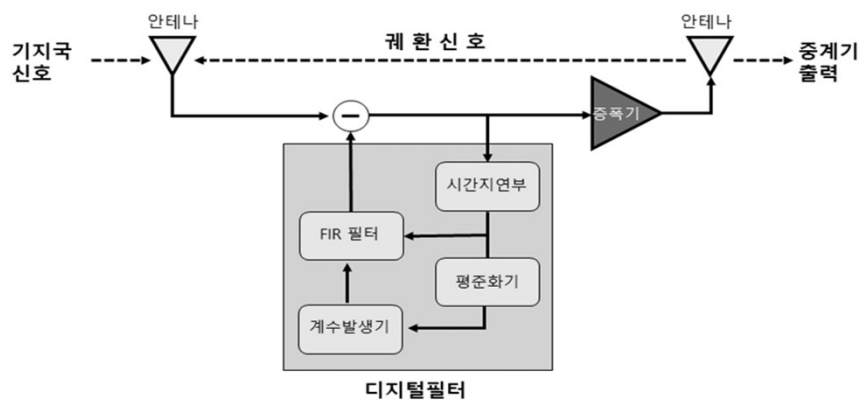 안테나
안테나
기지국
신호
궤 환 신 호
중계기
출력
증폭기
시간지연부
FIR 필터
평준화기
계수발생기
디지털필터